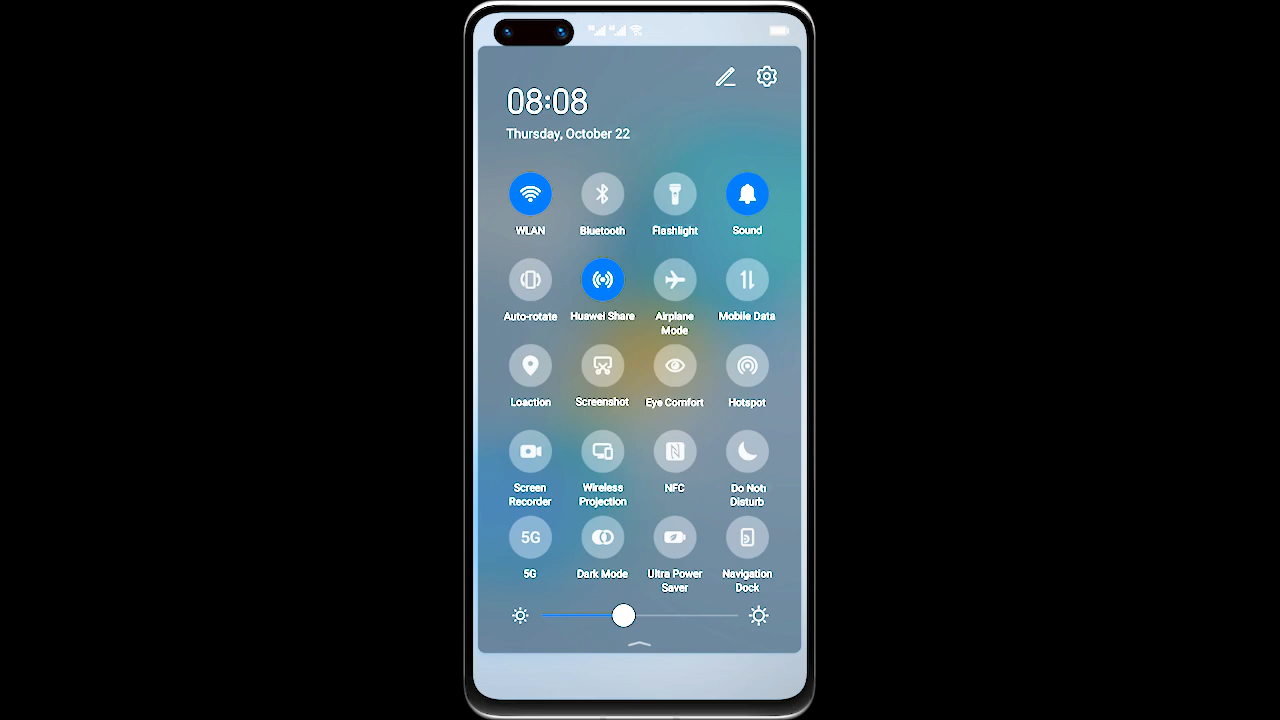 08:08
Thursday, October 22
WLAN
Bluetooth
Flashlight
Sound
Auto-rotate
Huawei Share
Airplane
Mode
Mobile Data
Loaction
Screenshot
Eye Comfort
Hotspot
Screen
Recorder
Wireless
Projection
NFC
Do Not
Disturb
5G
5G
Dark Mode
Ultra Power
Saver
Navigation
Dock